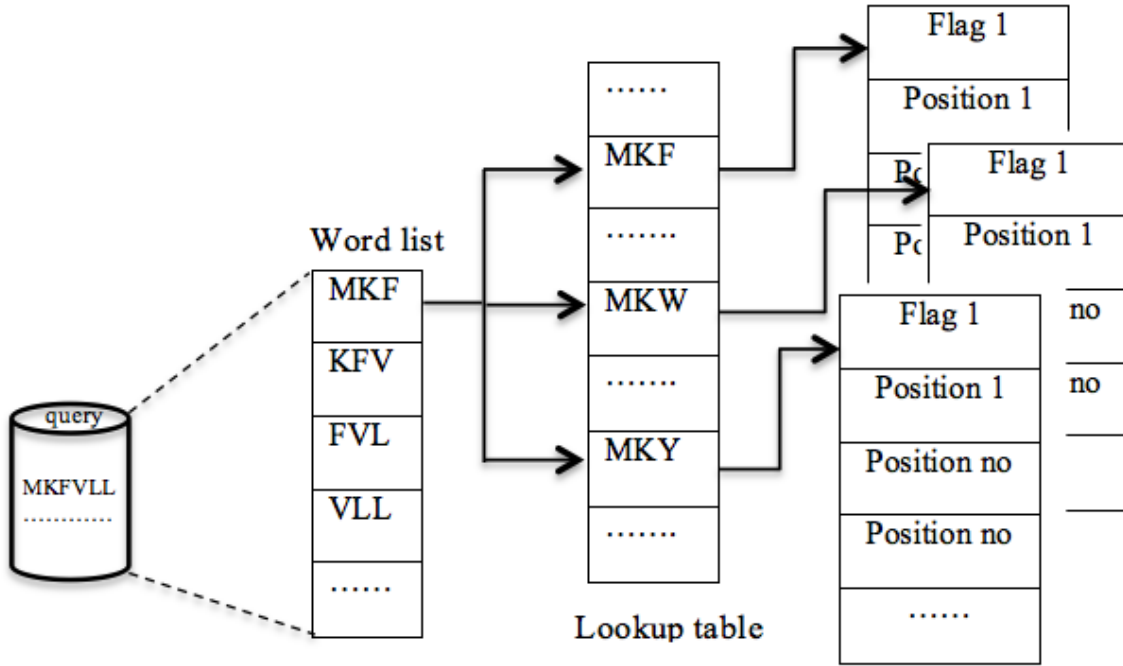 query
MKFVLL
............
Word list
MKF
KFV
FVL
VLL
......
......
MKF
.......
MKW
.......
MKY
.......
Lookup table
Flag 1
Position 1
Flag 1
Position 1
no
no
Flag 1
Position 1
Position no
Position no
......